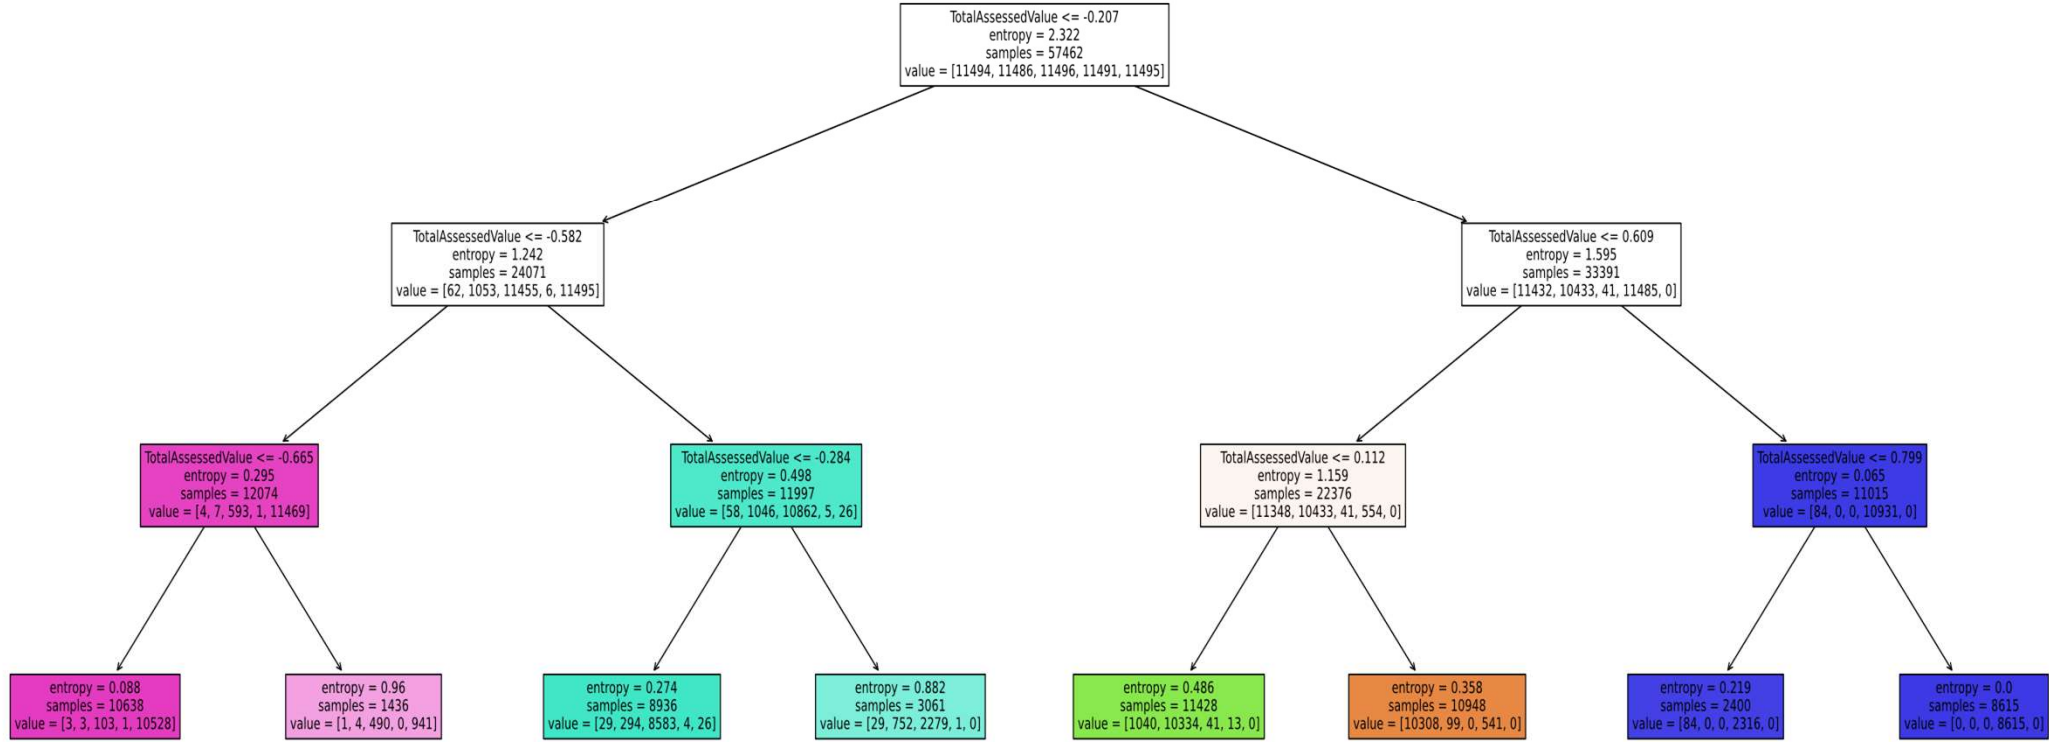 TotalAssessedValue <= -0.207
entropy = 2.322
samples = 57462
value = [11494, 11486, 11496, 11491, 11495]
TotalAssessedValue <= -0.582
entropy = 1.242
samples = 24071
value = [62, 1053, 11455, 6, 11495]
TotalAssessedValue <= 0.609
entropy = 1.595
samples = 33391
value = [11432, 10433, 41, 11485, 0]
TotalAssessedValue <= -0.665
entropy = 0.295
samples = 12074
value = [4, 7, 593, 1, 11469]
TotalAssessedValue <= -0.284
entropy = 0.498
samples = 11997
value = [58, 1046, 10862, 5, 26]
TotalAssessedValue <= 0.112
entropy = 1.159
samples = 22376
value = [11348, 10433, 41, 554, 0]
TotalAssessedValue <= 0.799
entropy = 0.065
samples = 11015
value = [84, 0, 0, 10931, 0]
entropy = 0.088
samples = 10638
value = [3, 3, 103, 1, 10528]
entropy = 0.96
samples = 1436
value = [1, 4, 490, 0, 941]
entropy = 0.274
samples = 8936
value = [29, 294, 8583, 4, 26]
entropy = 0.882
samples = 3061
value = [29, 752, 2279, 1, 0]
entropy = 0.486
samples = 11428
value = [1040, 10334, 41, 13, 0]
entropy = 0.358
samples = 10948
value = [10308, 99, 0, 541, 0]
entropy = 0.219
samples = 2400
value = [84, 0, 0, 2316, 0]
entropy = 0.0
samples = 8615
value = [0, 0, 0, 8615, 0]